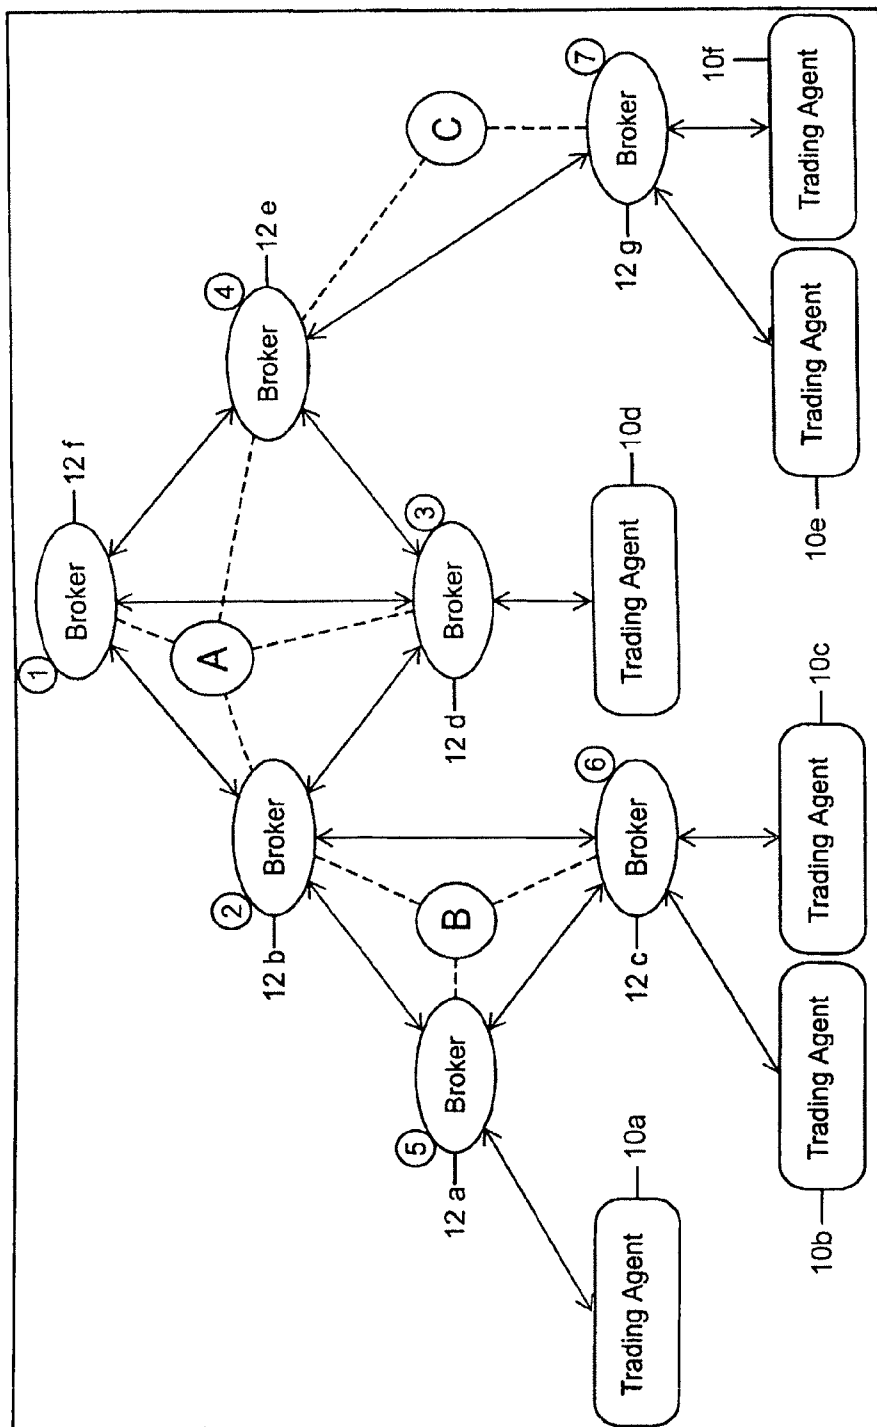 1
Broker 12 f
2 A 4
12 b Broker Broker 12 e
5 3
12 a Broker B 12 d Broker C
6 7
Trading Agent 10a 12 c Broker Trading Agent 10d 12 g Broker
10b Trading Agent Trading Agent 10c 10e Trading Agent Trading Agent 10f